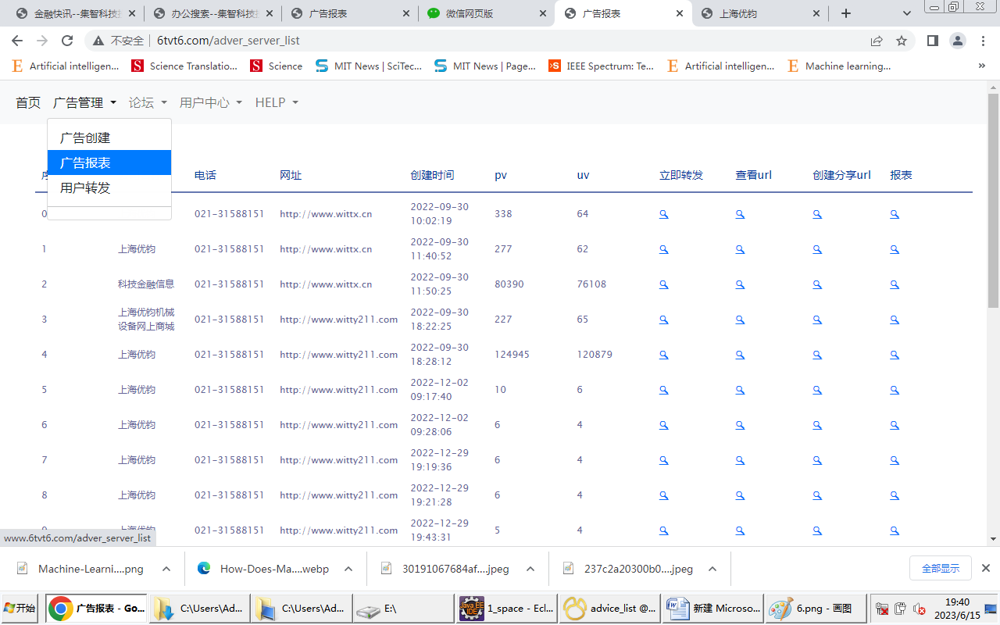 金融快讯--集智科技
办公搜索--集智科技
广告报表
微信网页版
广告报表
上海优钧
不安全
6tvt6.com/adver_server_list
Artificial intelligen...
Science Translatio...
Science
MIT News | SciTec...
MIT News | Page...
IEEE Spectrum: Te...
Artificial intelligen...
Machine learning...
首页 广告管理 论坛 用户中心 HELP
广告创建
广告报表
用户转发
电话 网址 创建时间 pv uv 立即转发 查看url 创建分享url 报表
0 021-31588151 http://www.wittx.cn 2022-09-30 10:02:19 338 64
1 上海优钧 021-31588151 http://www.wittx.cn 2022-09-30 11:40:52 277 62
2 科技金融信息 021-31588151 http://www.wittx.cn 2022-09-30 11:50:25 80390 76108
3 上海优钧机械设备网上商城 021-31588151 http://www.witty211.com 2022-09-30 18:22:25 227 65
4 上海优钧 021-31588151 http://www.witty211.com 2022-09-30 18:28:12 124945 120879
5 上海优钧 021-31588151 http://www.witty211.com 2022-12-02 09:17:40 10 6
6 上海优钧 021-31588151 http://www.witty211.com 2022-12-02 09:28:06 6 4
7 上海优钧 021-31588151 http://www.witty211.com 2022-12-29 19:19:36 6 4
8 上海优钧 021-31588151 http://www.witty211.com 2022-12-29 19:21:28 6 4
9 上海优钧 021-31588151 http://www.witty211.com 2022-12-29 19:43:31 5 4
www.6tvt6.com/adver_server_list
Machine-Learni....png
How-Does-Ma....webp
30191067684af....jpeg
237c2a20300b0....jpeg
全部显示
开始
广告报表 - Go...
C:\Users\Ad...
C:\Users\Ad...
E:\
1_space - Ecl...
advice_list @...
新建 Microso...
6.png - 画图
19:40
2023/6/15